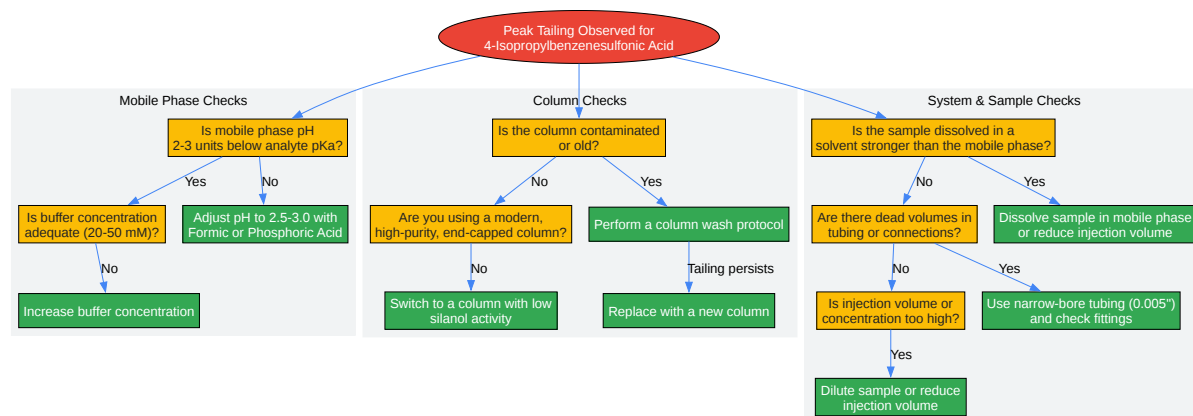 Peak Tailing Observed for
4-Isopropylbenzenesulfonic Acid
Mobile Phase Checks
Is mobile phase pH
2-3 units below analyte pKa?
Yes
No
Is buffer concentration
adequate (20-50 mM)?
Adjust pH to 2.5-3.0 with
Formic or Phosphoric Acid
No
Increase buffer concentration
Column Checks
Is the column contaminated
or old?
No
Yes
Are you using a modern,
high-purity, end-capped column?
Perform a column wash protocol
No
Tailing persists
Switch to a column with low
silanol activity
Replace with a new column
System & Sample Checks
Is the sample dissolved in a
solvent stronger than the mobile phase?
No
Yes
Are there dead volumes in
tubing or connections?
Dissolve sample in mobile phase
or reduce injection volume
No
Yes
Is injection volume or
concentration too high?
Use narrow-bore tubing (0.005")
and check fittings
Yes
Dilute sample or reduce
injection volume